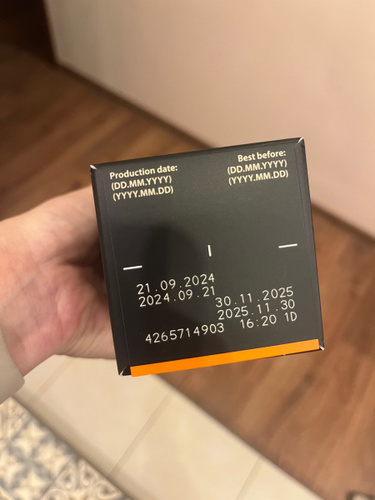 Production date:
(DD.MM.YYYY)
(YYYY.MM.DD)
Best before:
(DD.MM.YYYY)
(YYYY.MM.DD)
21.09.2024
2024.09.21
30.11.2025
2025.11.30
4265714903 16:20 1D